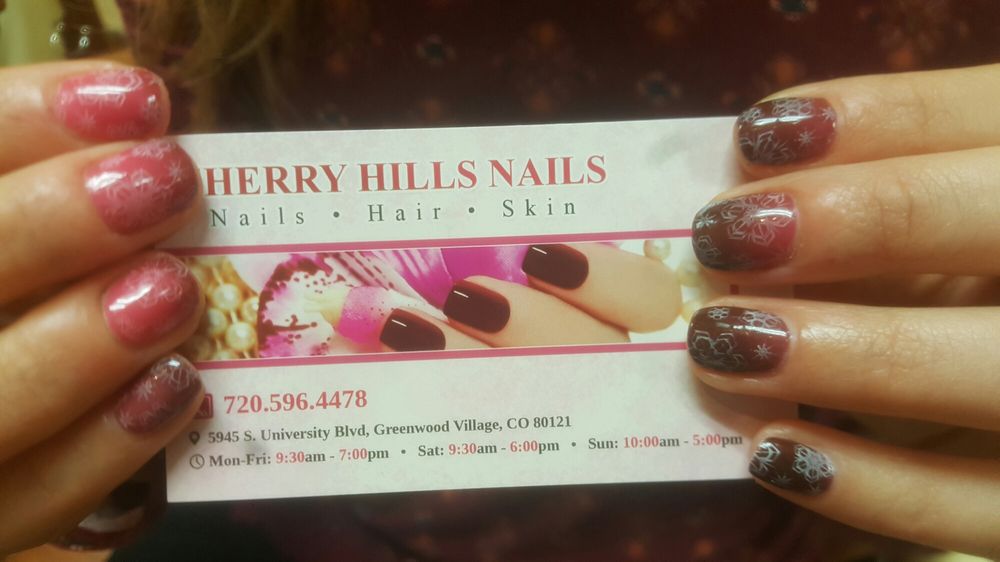 HERRY HILLS NAILS
Nails • Hair • Skin
720.596.4478
5945 S. University Blvd, Greenwood Village, CO 80121
Mon-Fri: 9:30am - 7:00pm • Sat: 9:30am - 6:00pm • Sun: 10:00am - 5:00pm